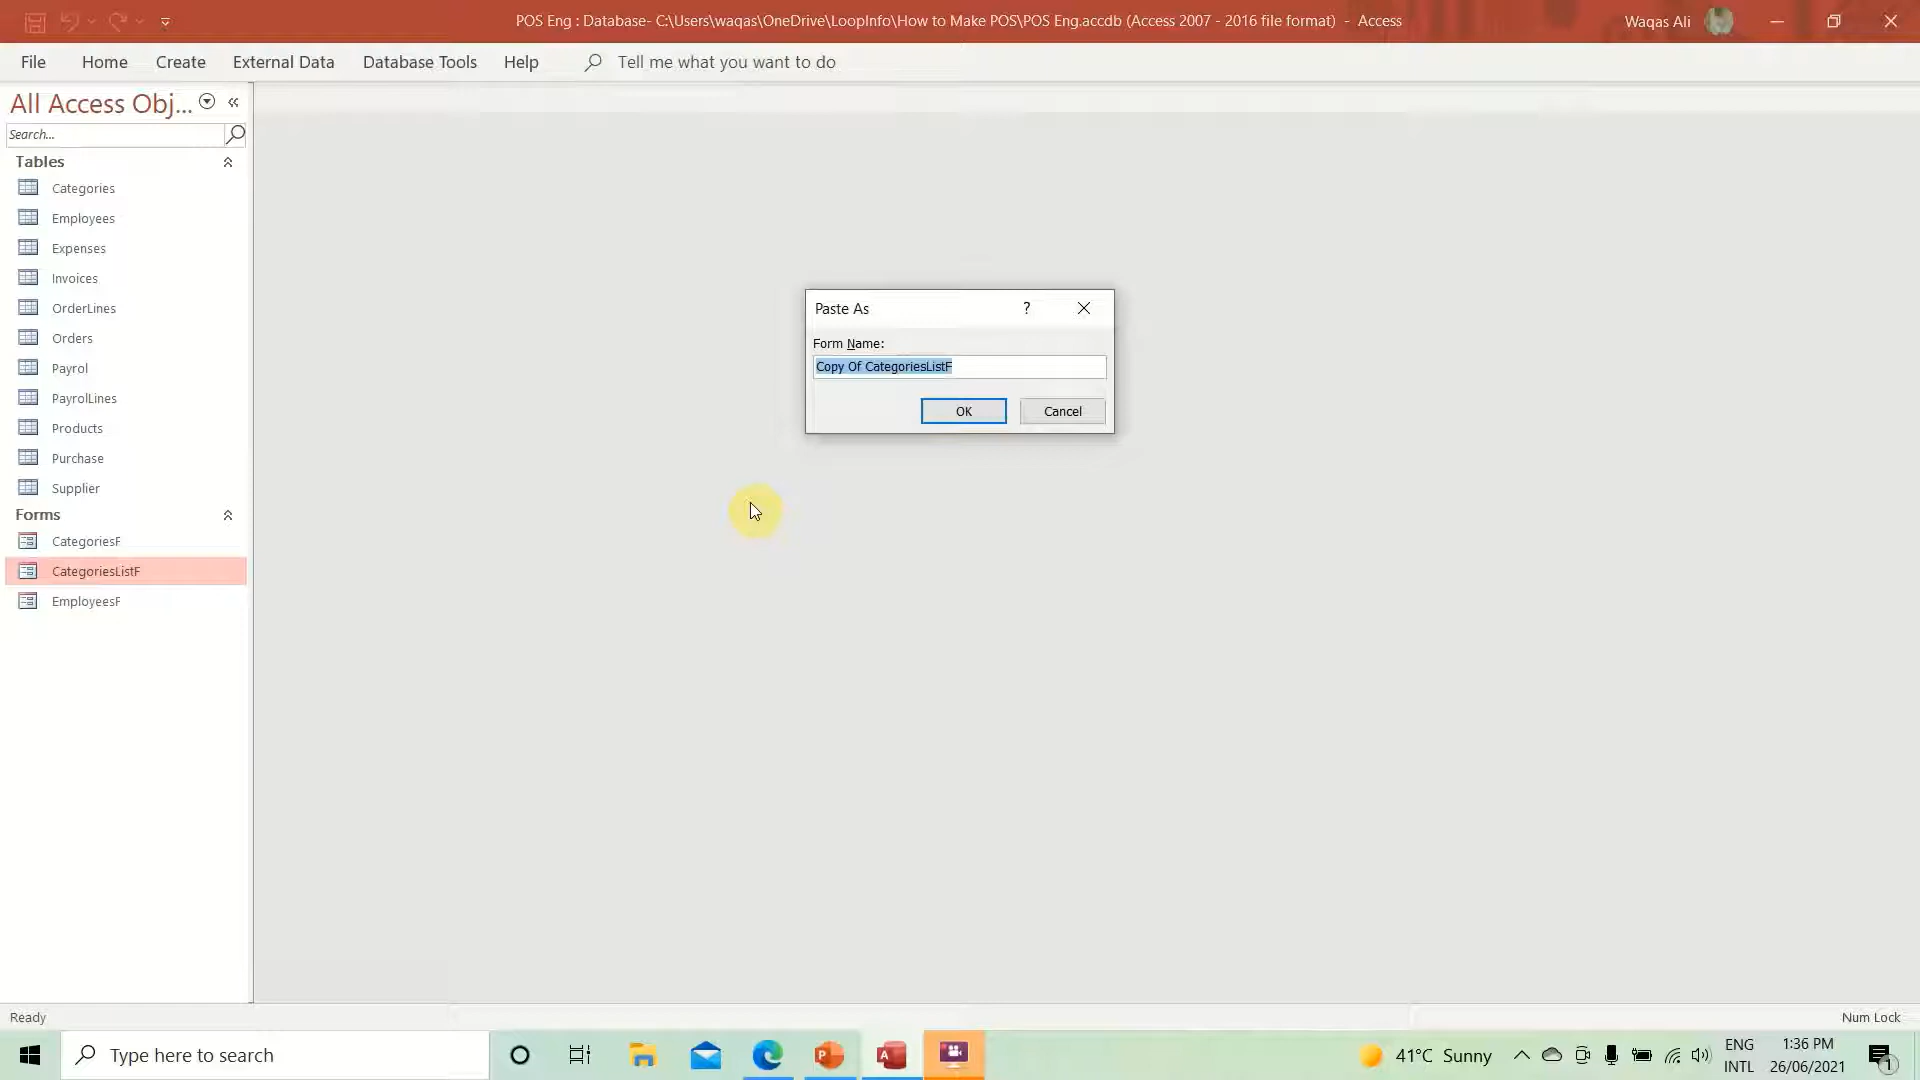 POS Eng : Database- C:\Users\waqas\OneDrive\LoopInfo\How to Make POS\POS Eng.accdb (Access 2007 - 2016 file format) - Access
Waqas Ali
File Home Create External Data Database Tools Help Tell me what you want to do
All Access Obj...
Search...
Tables
Categories
Employees
Expenses
Invoices
OrderLines
Orders
Payrol
PayrolLines
Products
Purchase
Supplier
Forms
CategoriesF
CategoriesListF
EmployeesF
Paste As ?
Form Name:
Copy Of CategoriesListF
OK Cancel
Ready
Num Lock
Type here to search
41°C Sunny
ENG
INTL
1:36 PM
26/06/2021
1